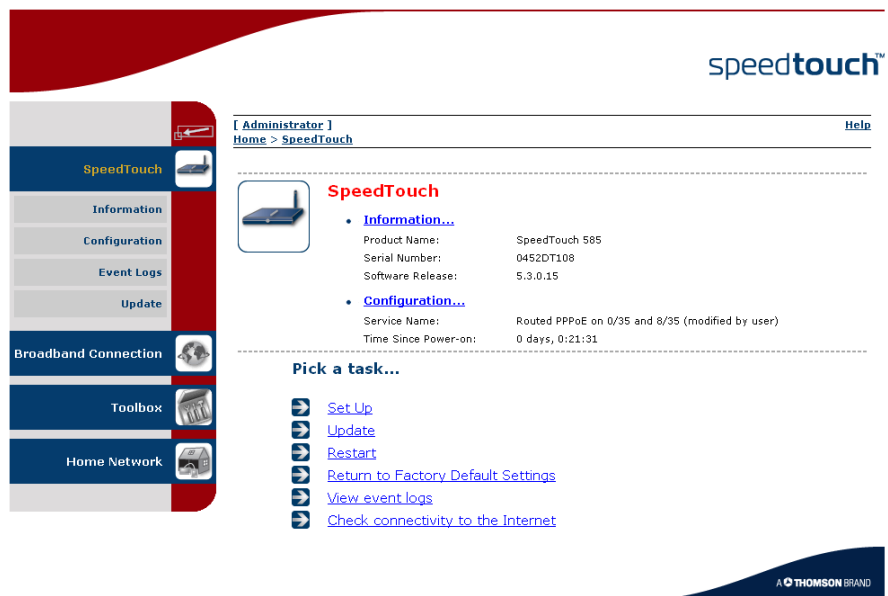 speedtouch™
[ Administrator ]
Help
Home > SpeedTouch
SpeedTouch
Information
Configuration
Event Logs
Update
Broadband Connection
Toolbox
Home Network
SpeedTouch
Information...
Product Name: SpeedTouch 585
Serial Number: 0452DT108
Software Release: 5.3.0.15
Configuration...
Service Name: Routed PPPoE on 0/35 and 8/35 (modified by user)
Time Since Power-on: 0 days, 0:21:31
Pick a task...
Set Up
Update
Restart
Return to Factory Default Settings
View event logs
Check connectivity to the Internet
A THOMSON BRAND